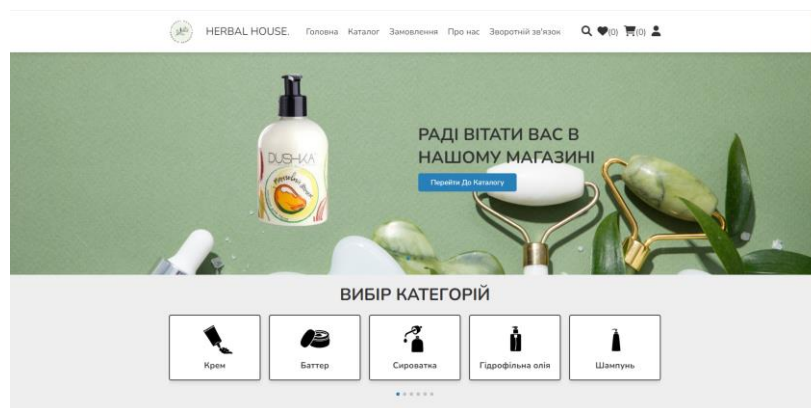 HERBAL HOUSE.
Головна Каталог Замовлення Про нас Зворотній зв'язок (0) (0)
РАДІ ВІТАТИ ВАС В
НАШОМУ МАГАЗИНІ
Перейти До Каталогу
DUSHKA
ВИБІР КАТЕГОРІЙ
Крем Баттер Сироватка Гідрофільна олія Шампунь